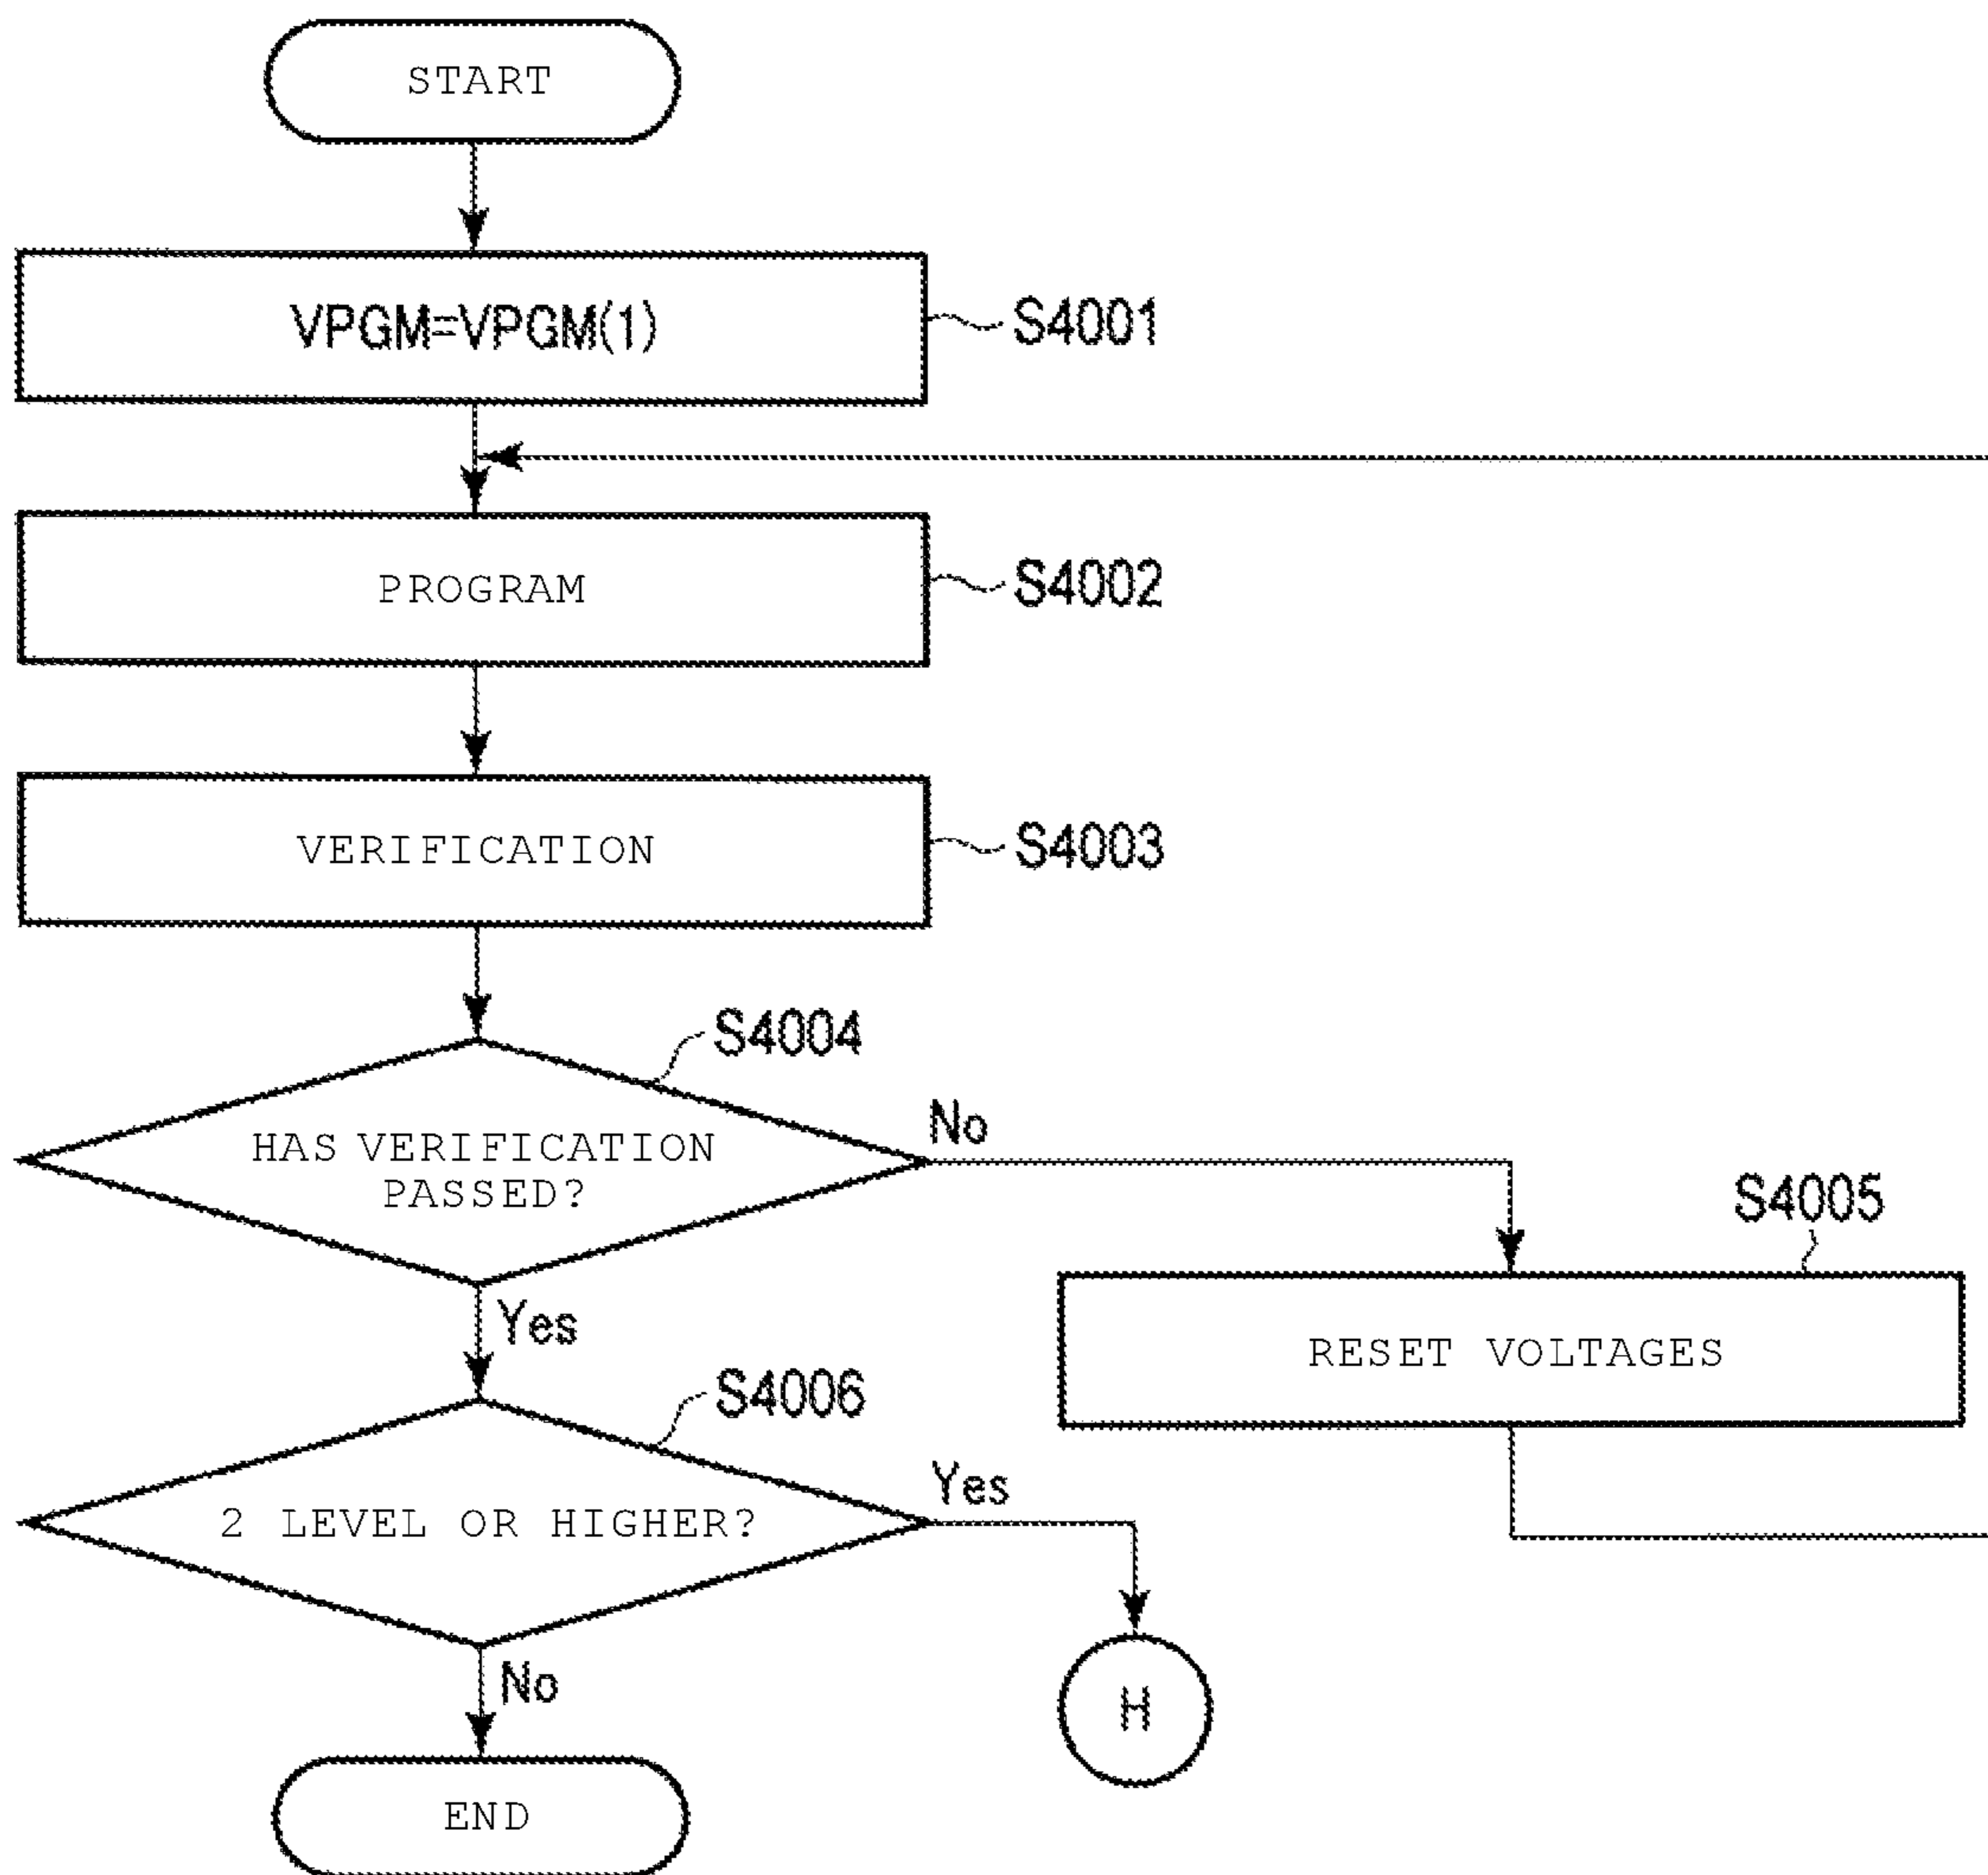 START
VPGM=VPGM(1)
S4001
PROGRAM
S4002
VERIFICATION
S4003
S4004
HAS VERIFICATION
PASSED?
No
Yes
S4005
RESET VOLTAGES
S4006
2 LEVEL OR HIGHER?
Yes
No
H
END